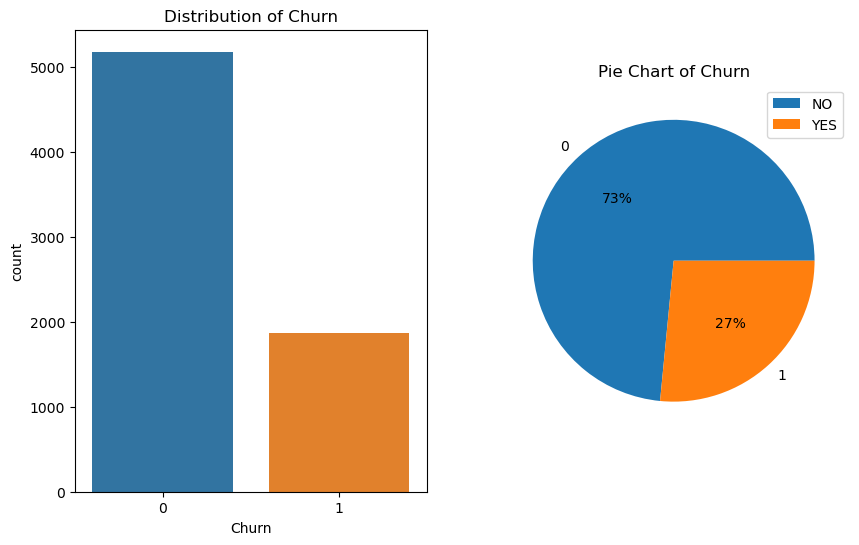 Distribution of Churn
5000
4000
3000
2000
1000
0
count
0
1
Churn
Pie Chart of Churn
NO
YES
0
73%
27%
1